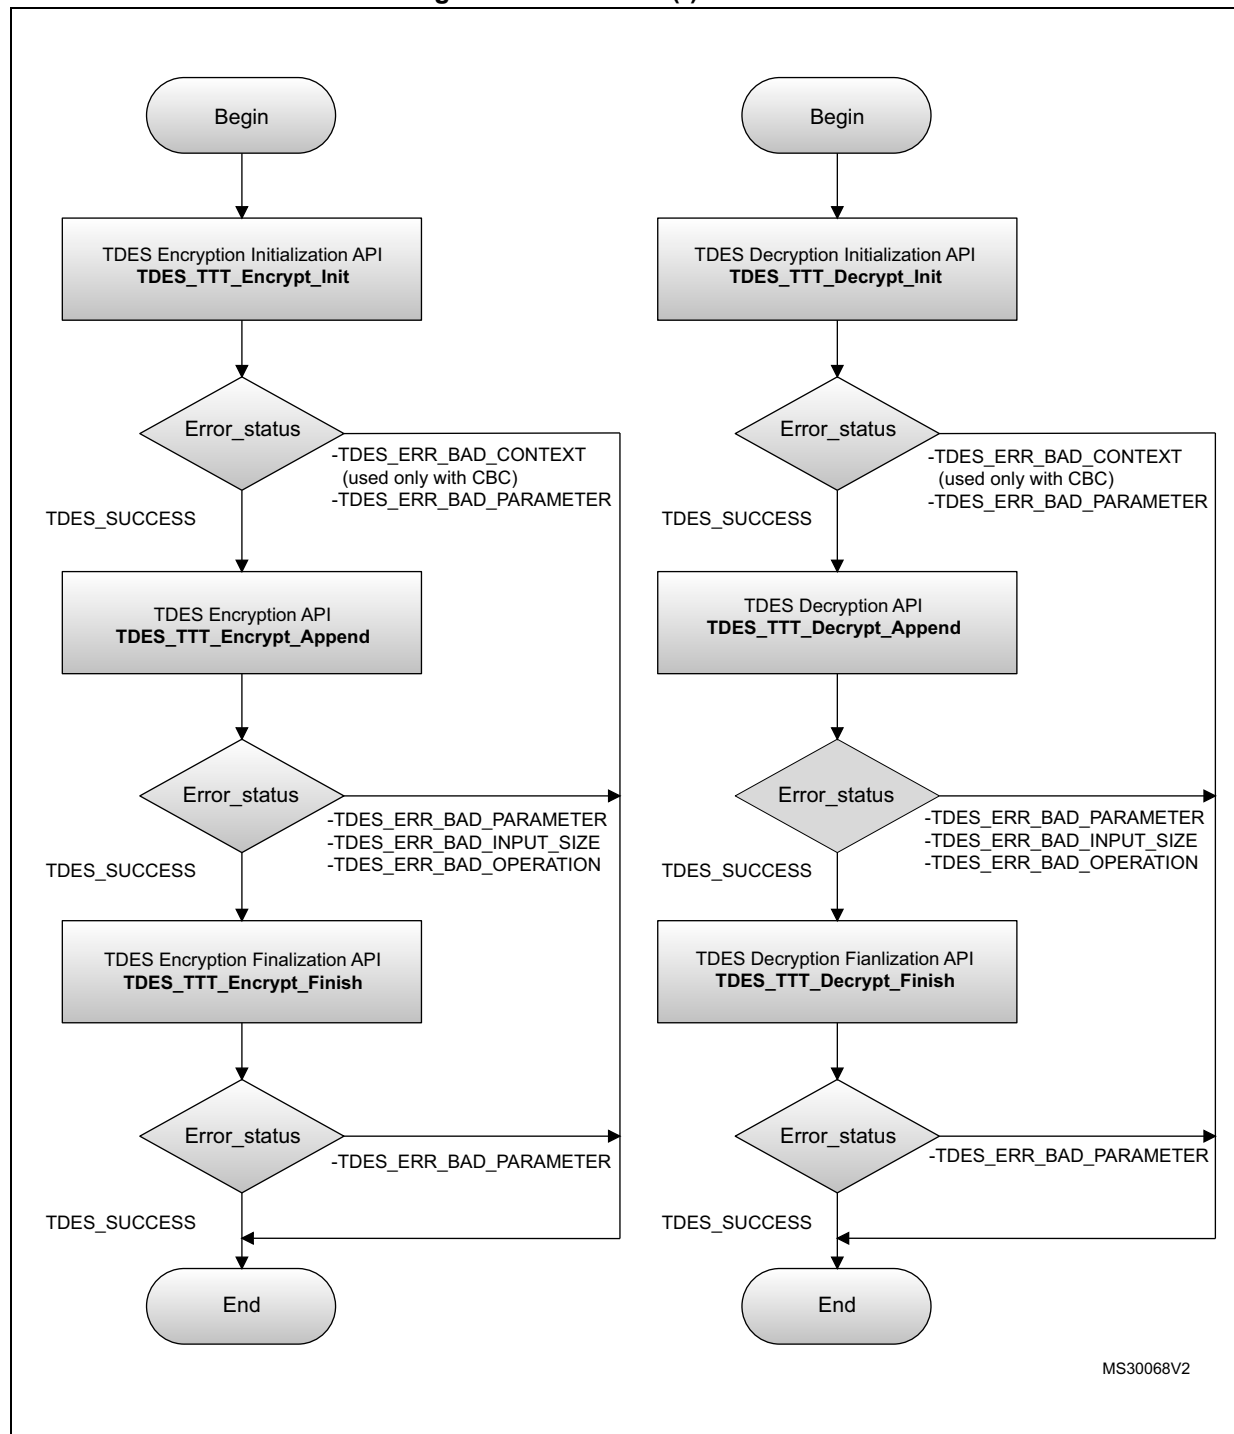 Begin
TDES Encryption Initialization API
TDES_TTT_Encrypt_Init
Error_status
-TDES_ERR_BAD_CONTEXT
(used only with CBC)
-TDES_ERR_BAD_PARAMETER
TDES_SUCCESS
TDES Encryption API
TDES_TTT_Encrypt_Append
Error_status
-TDES_ERR_BAD_PARAMETER
-TDES_ERR_BAD_INPUT_SIZE
-TDES_ERR_BAD_OPERATION
TDES_SUCCESS
TDES Encryption Finalization API
TDES_TTT_Encrypt_Finish
Error_status
-TDES_ERR_BAD_PARAMETER
TDES_SUCCESS
End
Begin
TDES Decryption Initialization API
TDES_TTT_Decrypt_Init
Error_status
-TDES_ERR_BAD_CONTEXT
(used only with CBC)
-TDES_ERR_BAD_PARAMETER
TDES_SUCCESS
TDES Decryption API
TDES_TTT_Decrypt_Append
Error_status
-TDES_ERR_BAD_PARAMETER
-TDES_ERR_BAD_INPUT_SIZE
-TDES_ERR_BAD_OPERATION
TDES_SUCCESS
TDES Decryption Fianlization API
TDES_TTT_Decrypt_Finish
Error_status
-TDES_ERR_BAD_PARAMETER
TDES_SUCCESS
End
MS30068V2